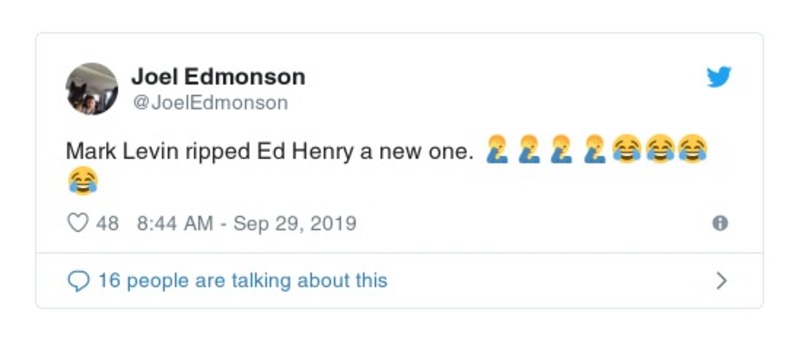 Joel Edmonson
@JoelEdmonson
Mark Levin ripped Ed Henry a new one. 🤦‍♂️🤦‍♂️🤦‍♂️🤦‍♂️😂😂😂
😂
48 8:44 AM - Sep 29, 2019
16 people are talking about this